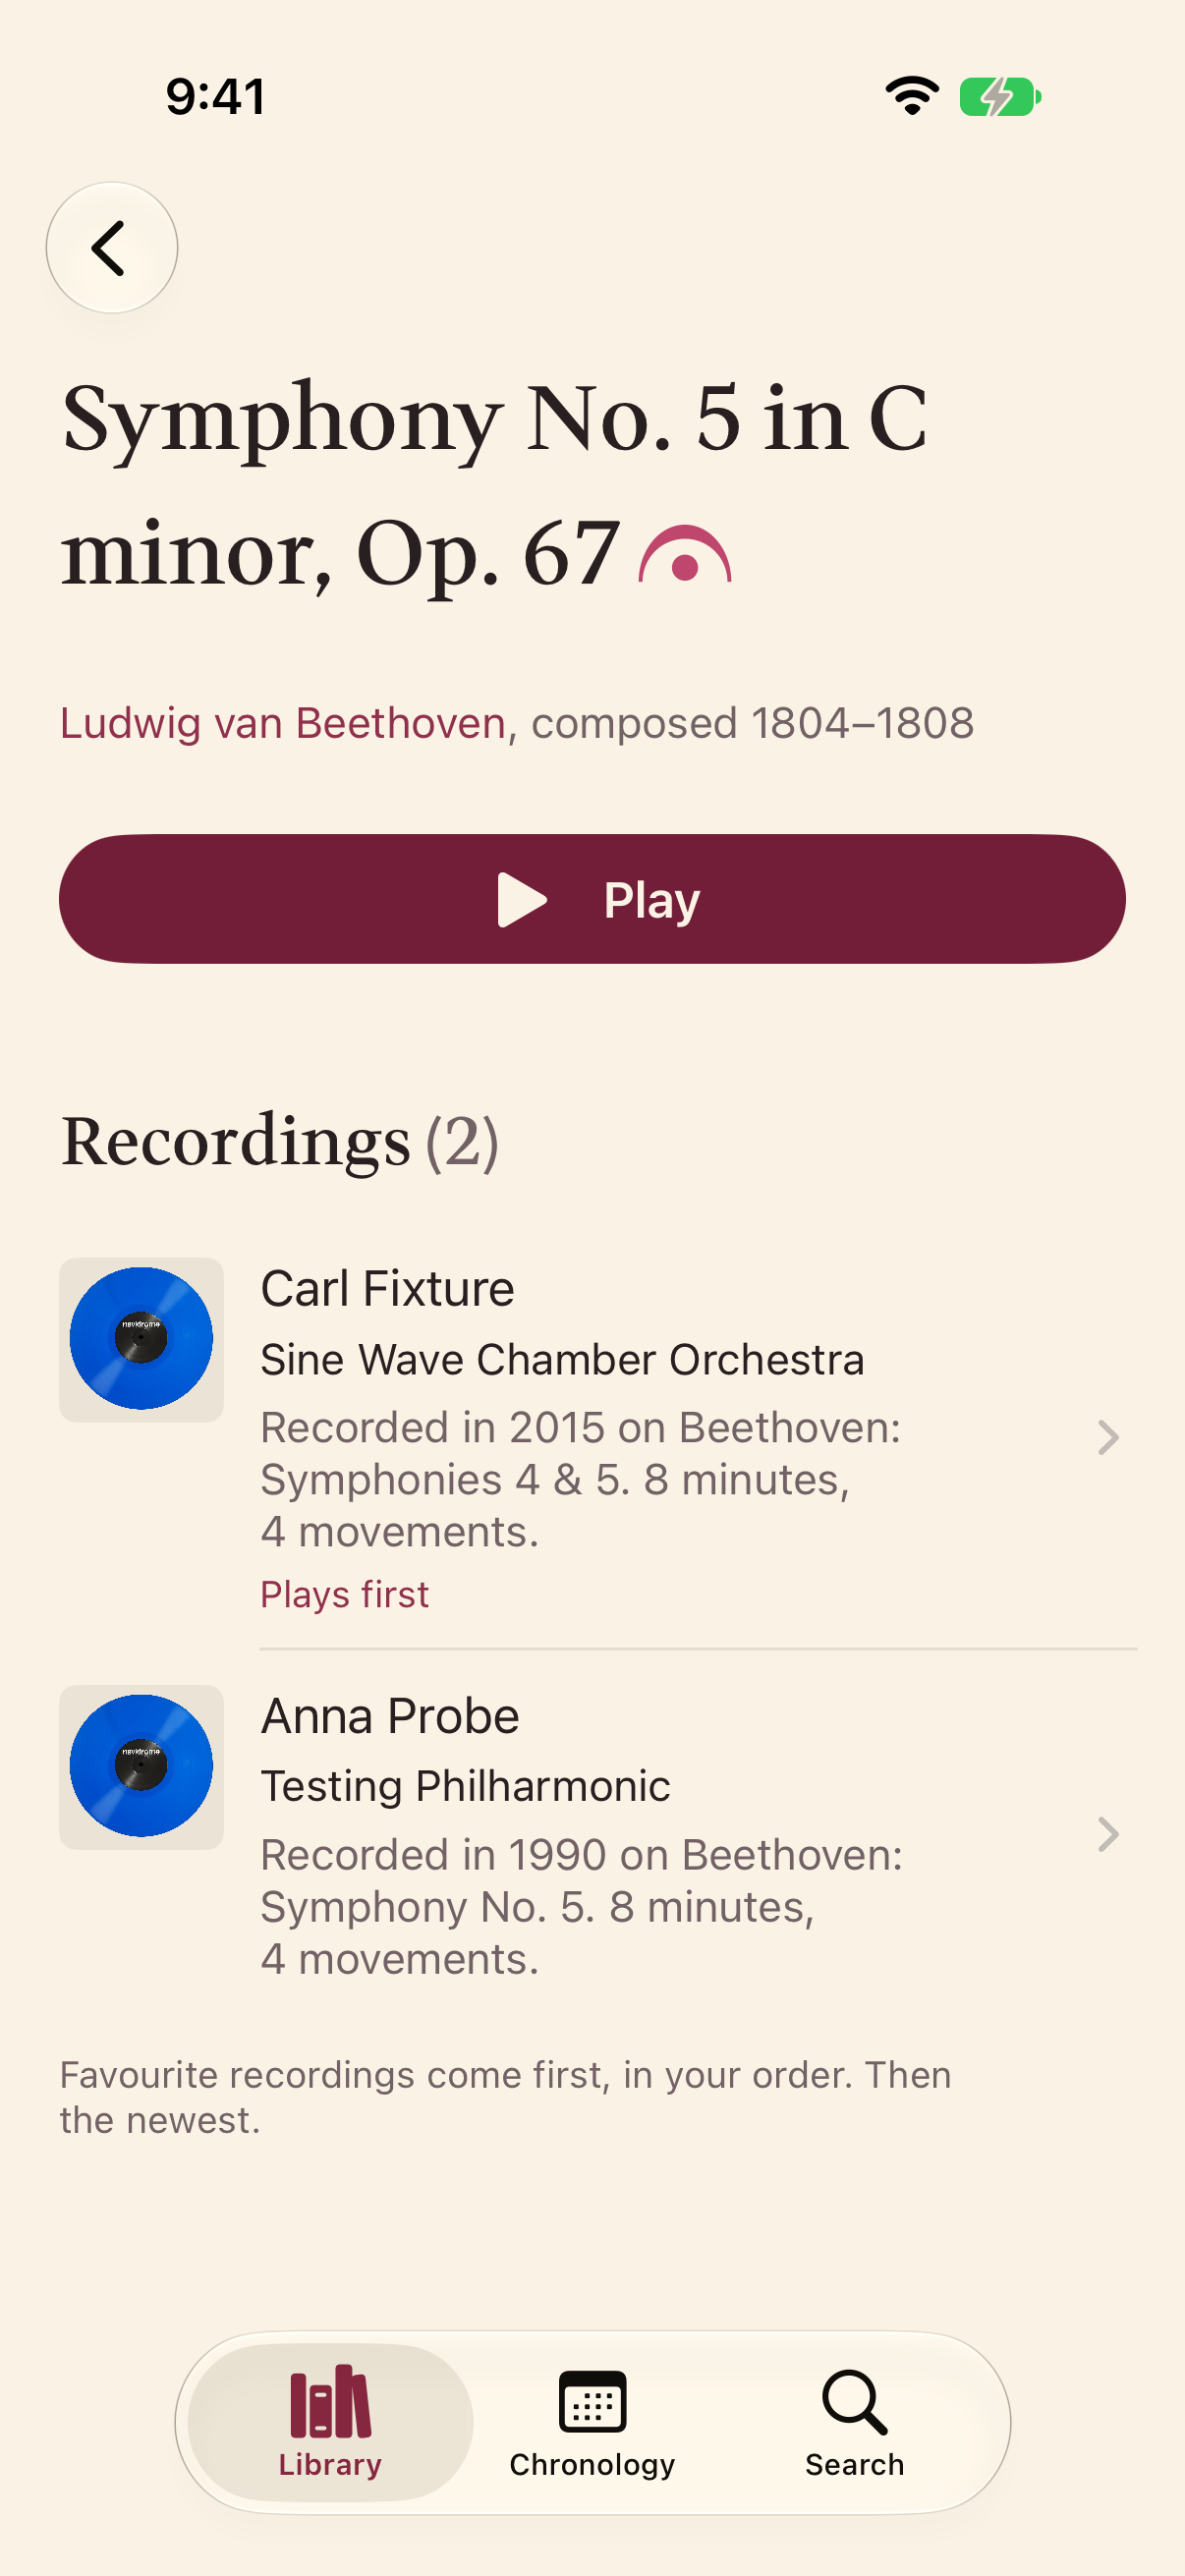 9:41
Symphony No. 5 in C
minor, Op. 67
Ludwig van Beethoven, composed 1804–1808
Play
Recordings (2)
navidrome
Carl Fixture
Sine Wave Chamber Orchestra
Recorded in 2015 on Beethoven:
Symphonies 4 & 5. 8 minutes,
4 movements.
Plays first
navidrome
Anna Probe
Testing Philharmonic
Recorded in 1990 on Beethoven:
Symphony No. 5. 8 minutes,
4 movements.
Favourite recordings come first, in your order. Then
the newest.
Library
Chronology
Search